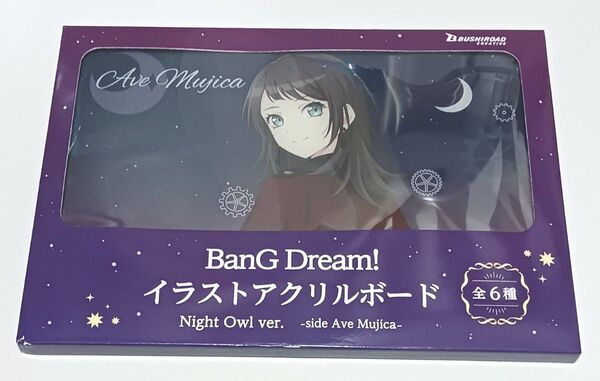 BUSHIROAD
CREATIVE
Ave Mujica
BanG Dream!
イラストアクリルボード
Night Owl ver. -side Ave Mujica-
全6種